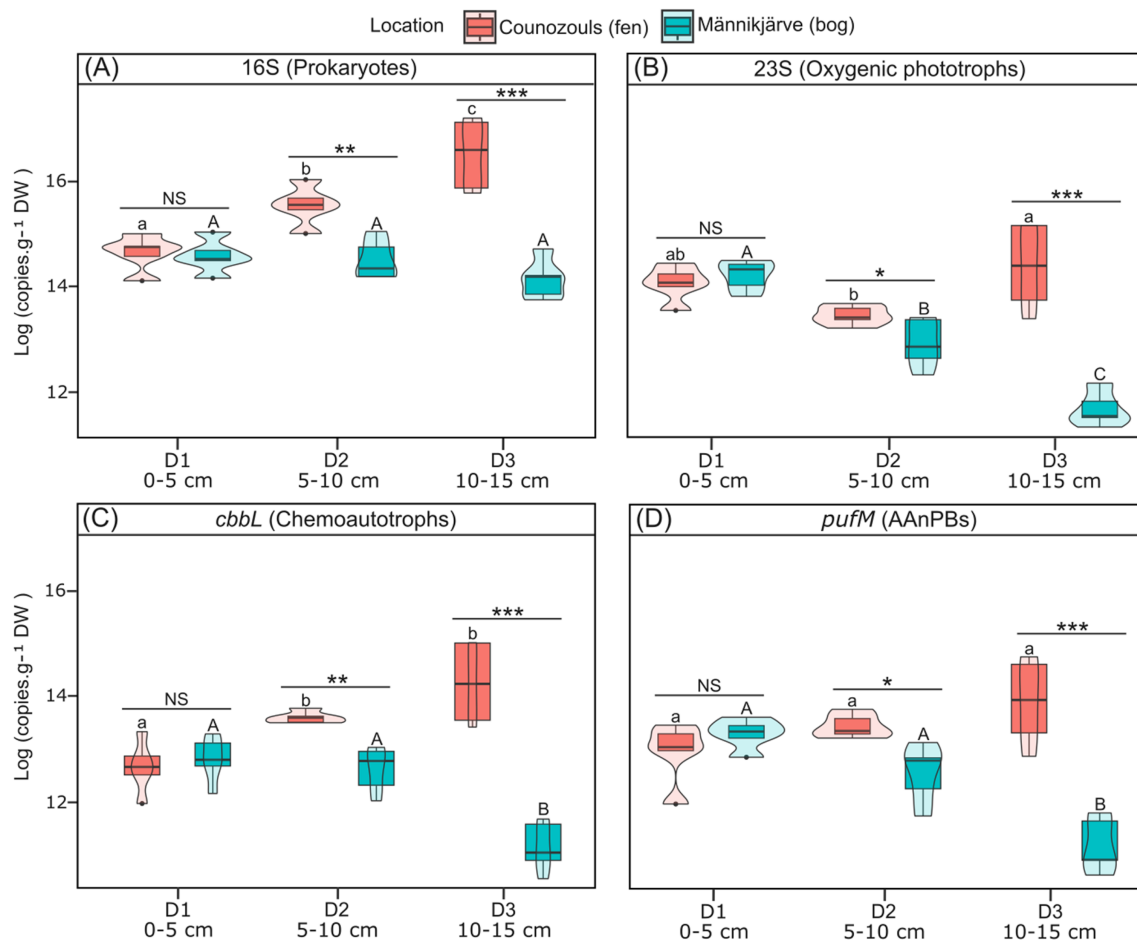 Location Counozouls (fen) Männikjärve (bog)
(A) 16S (Prokaryotes)
Log (copies.g⁻¹ DW)
16
14
12
NS
a
A
**
b
A
***
c
A
D1
0-5 cm
D2
5-10 cm
D3
10-15 cm
(B) 23S (Oxygenic phototrophs)
NS
ab
A
*
b
B
***
a
C
D1
0-5 cm
D2
5-10 cm
D3
10-15 cm
(C) cbbL (Chemoautotrophs)
Log (copies.g⁻¹ DW)
16
14
12
NS
a
A
**
b
A
***
b
B
D1
0-5 cm
D2
5-10 cm
D3
10-15 cm
(D) pufM (AAnPBs)
NS
a
A
*
a
A
***
a
B
D1
0-5 cm
D2
5-10 cm
D3
10-15 cm